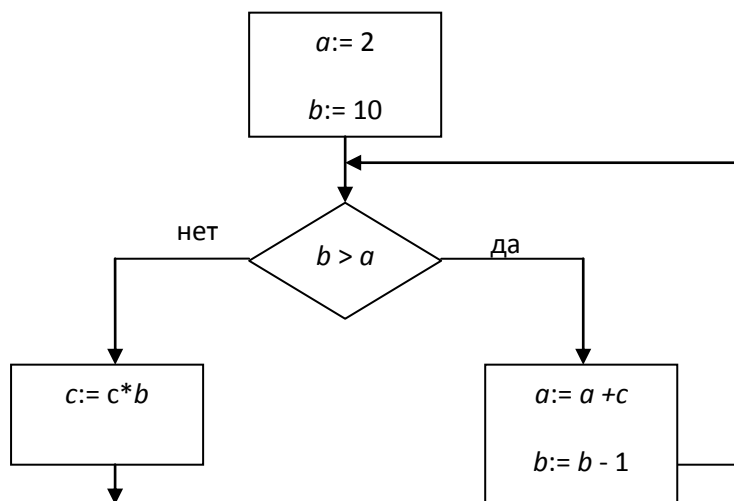 a:= 2
b:= 10
нет
b > a
да
c:= c*b
a:= a +c
b:= b - 1